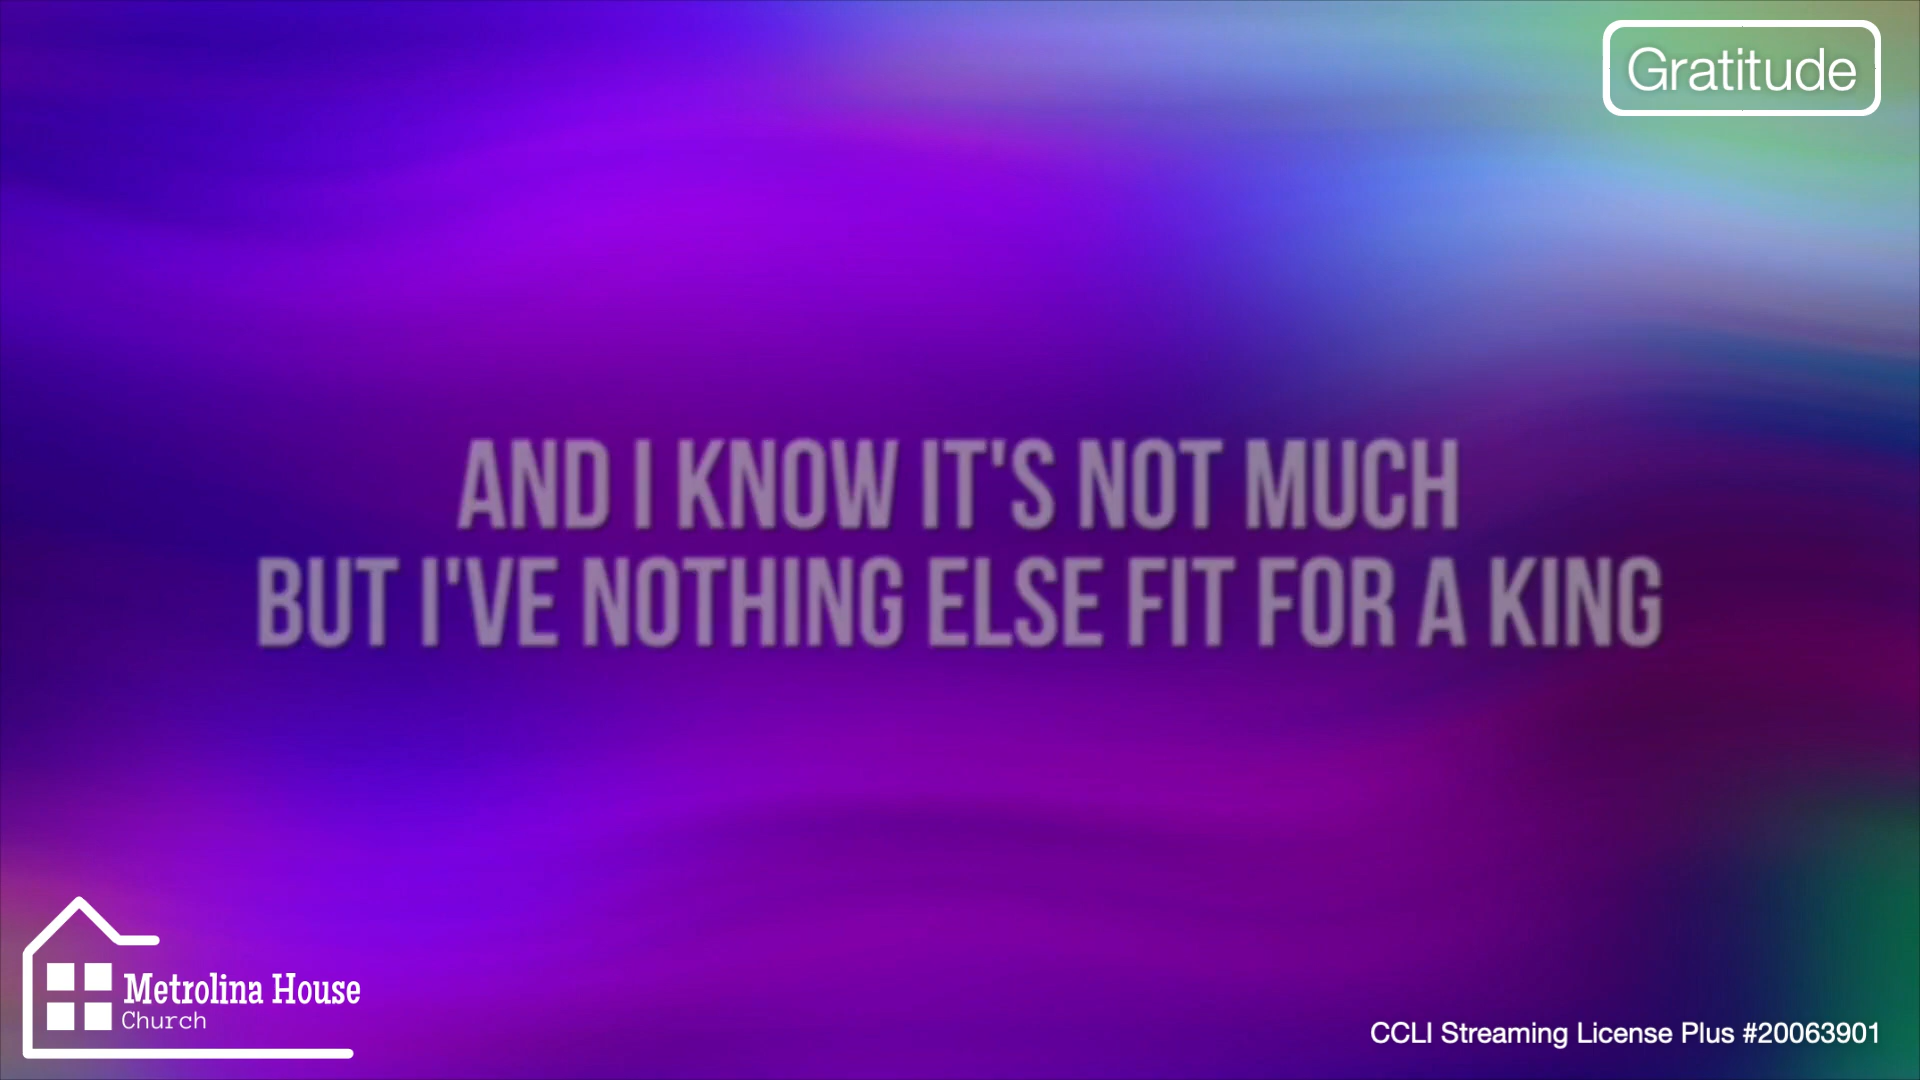 Gratitude
AND I KNOW IT'S NOT MUCH
BUT I'VE NOTHING ELSE FIT FOR A KING
Metrolina House
Church
CCLI Streaming License Plus #20063901